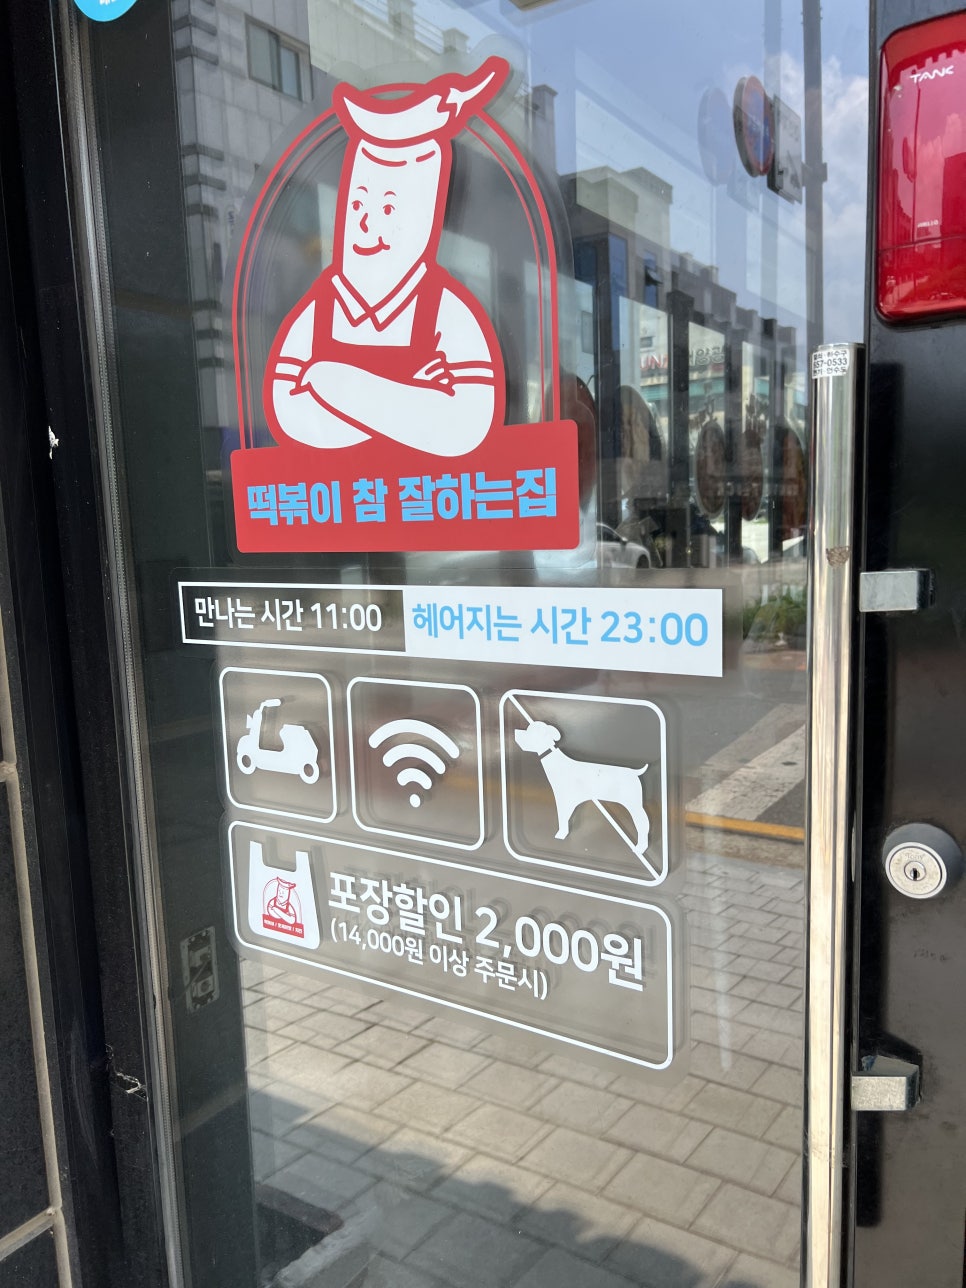 TANK
떡볶이 참 잘하는집
만나는 시간 11:00
헤어지는 시간 23:00
포장할인 2,000원
(14,000원 이상 주문시)